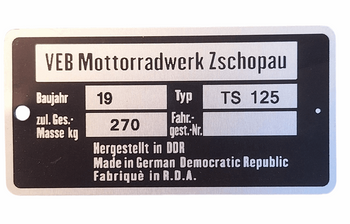 VEB Mottorradwerk Zschopau
Baujahr 19 Typ TS 125
zul. Ges.- Masse kg 270 Fahr- gest.-Nr.
Hergestellt in DDR
Made in German Democratic Republic
Fabriquè in R.D.A.